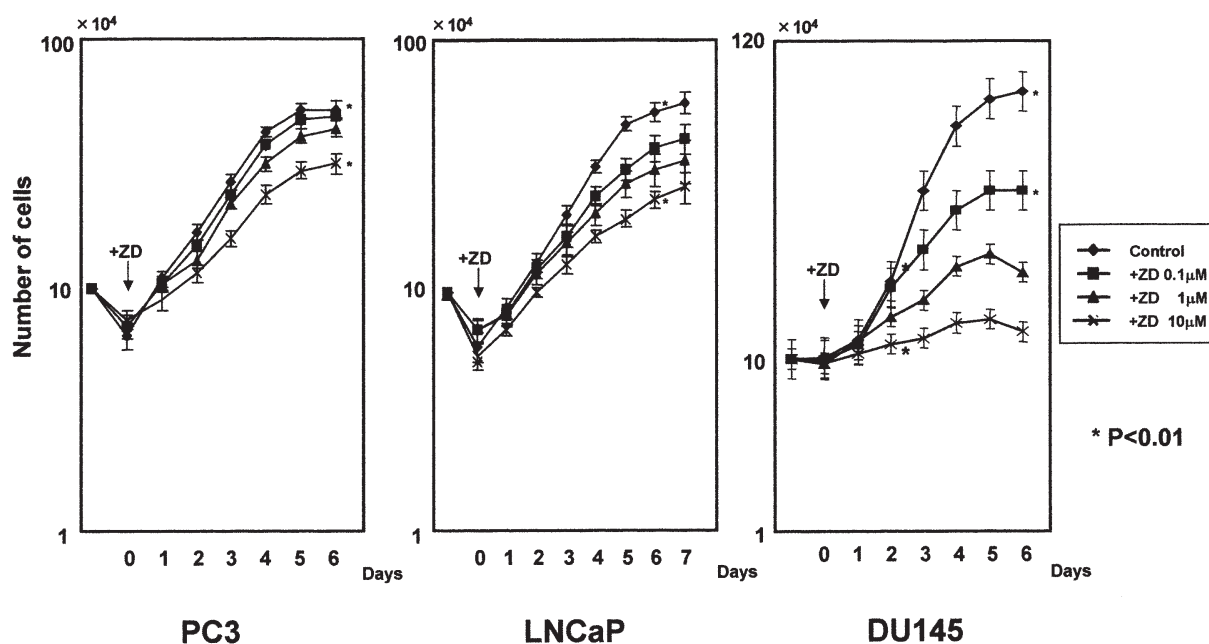 × 10⁴
100
10
1
Number of cells
+ZD
0 1 2 3 4 5 6
Days
PC3
× 10⁴
100
10
1
+ZD
0 1 2 3 4 5 6 7
Days
LNCaP
× 10⁴
120
10
1
+ZD
0 1 2 3 4 5 6
Days
DU145
* * * * * * * *
Control
+ZD 0.1μM
+ZD 1μM
+ZD 10μM
* P<0.01